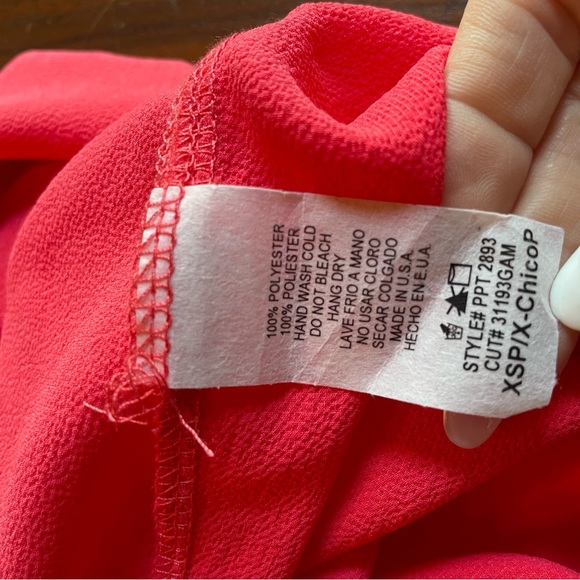 100% POLYESTER
100% POLIESTER
HAND WASH COLD
DO NOT BLEACH
HANG DRY
LAVE FRIO A MANO
NO USAR CLORO
SECAR COLGADO
MADE IN U.S.A.
HECHO EN E.U.A.
STYLE# PPT 2893
CUT# 31193GAM
XSP/X-ChicoP